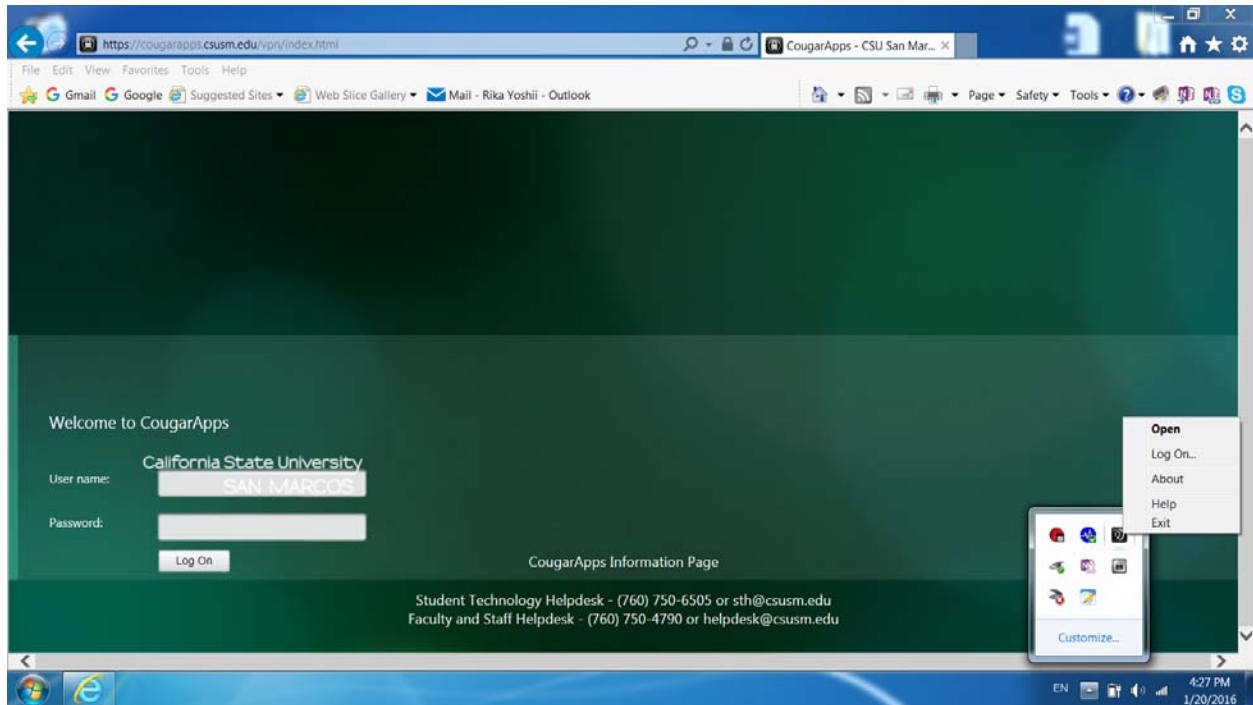 https://cougarapps.csusm.edu/vpn/index.html
CougarApps - CSU San Mar...
File Edit View Favorites Tools Help
Gmail Google Suggested Sites Web Slice Gallery Mail - Rika Yoshii - Outlook
Page Safety Tools
Welcome to CougarApps
California State University
SAN MARCOS
User name:
Password:
Log On
CougarApps Information Page
Student Technology Helpdesk - (760) 750-6505 or sth@csusm.edu
Faculty and Staff Helpdesk - (760) 750-4790 or helpdesk@csusm.edu
Open
Log On...
About
Help
Exit
Customize...
EN
4:27 PM
1/20/2016